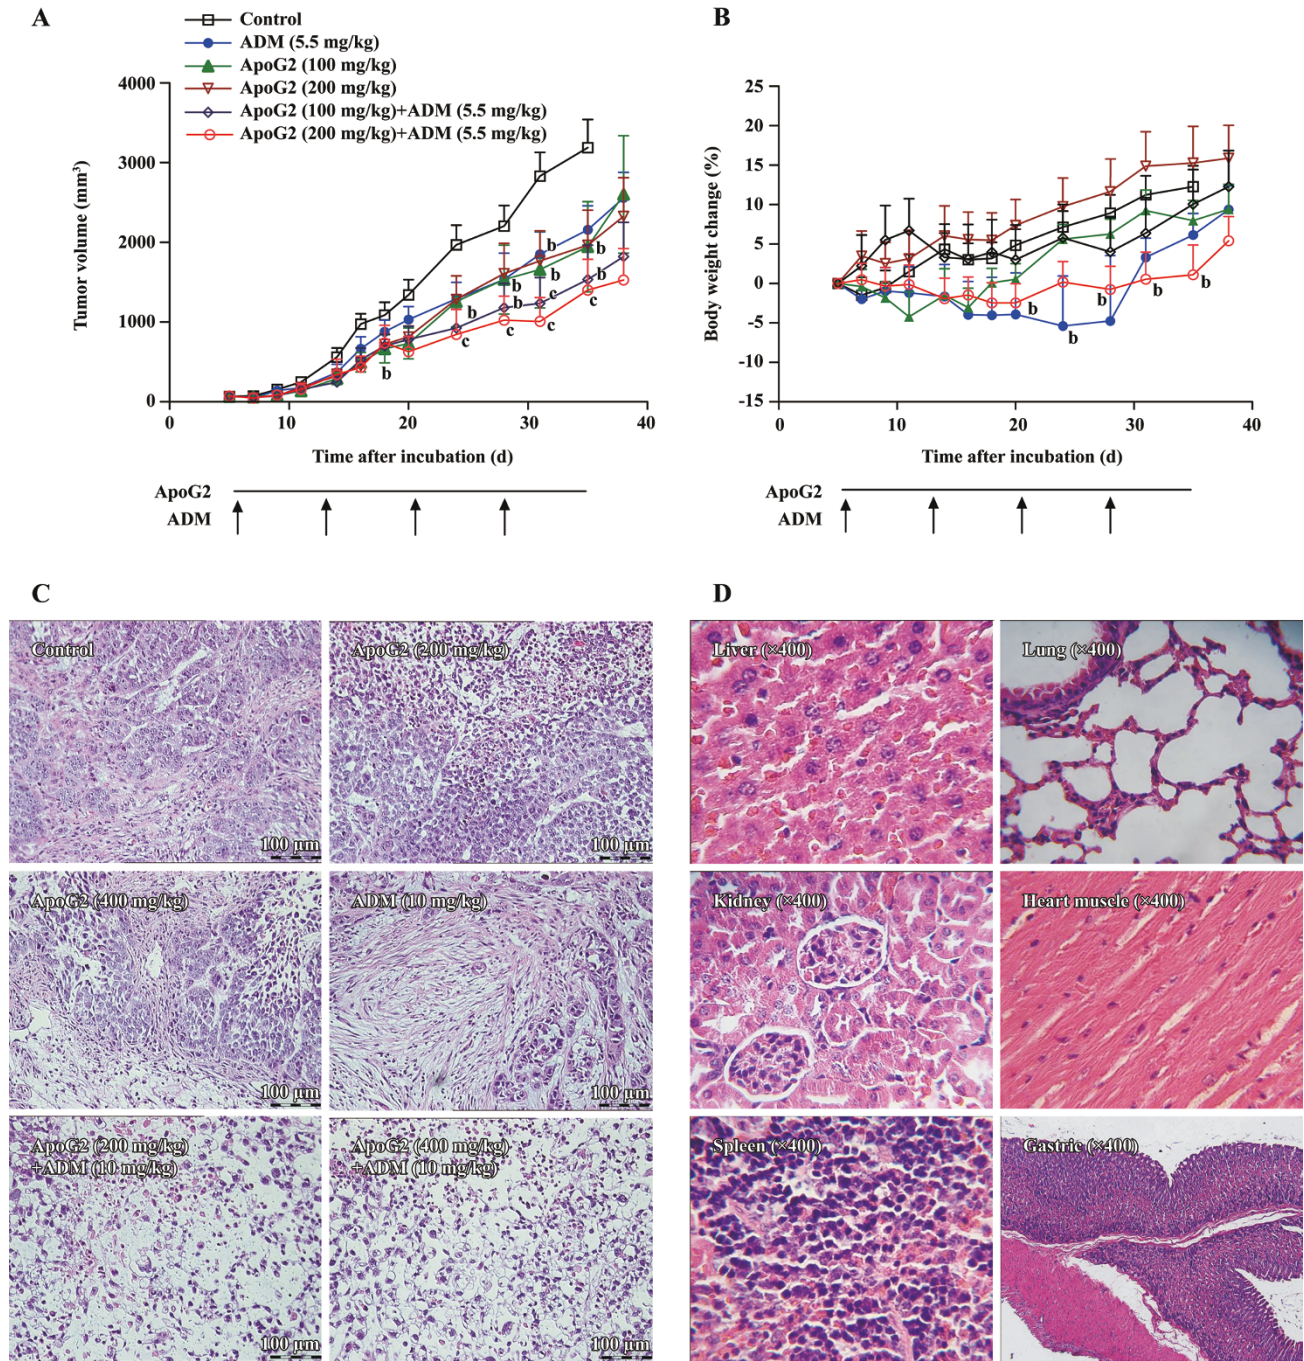 A
Control
ADM (5.5 mg/kg)
ApoG2 (100 mg/kg)
ApoG2 (200 mg/kg)
ApoG2 (100 mg/kg)+ADM (5.5 mg/kg)
ApoG2 (200 mg/kg)+ADM (5.5 mg/kg)
Tumor volume (mm³)
4000
3000
2000
1000
0
b
b
b
b
b
b
b
c
c
c
c
0
10
20
30
40
Time after incubation (d)
ApoG2
ADM
B
Body weight change (%)
25
20
15
10
5
0
-5
-10
-15
b
b
b
b
b
0
10
20
30
40
Time after incubation (d)
ApoG2
ADM
C
Control
100 μm
ApoG2 (200 mg/kg)
100 μm
ApoG2 (400 mg/kg)
100 μm
ADM (10 mg/kg)
100 μm
ApoG2 (200 mg/kg)
+ADM (10 mg/kg)
100 μm
ApoG2 (400 mg/kg)
+ADM (10 mg/kg)
100 μm
D
Liver (×400)
Lung (×400)
Kidney (×400)
Heart muscle (×400)
Spleen (×400)
Gastric (×400)